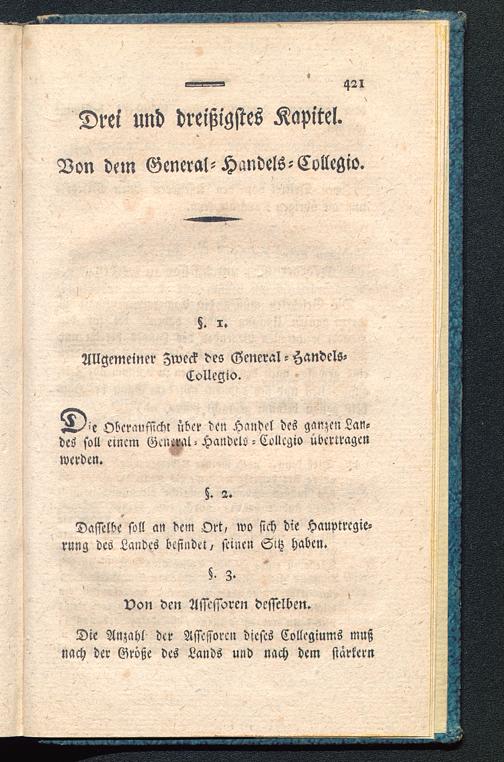 421
Drei und dreißigstes Kapitel.
Von dem General-Handels-Collegio.
§. 1.
Allgemeiner Zweck des General-Handels-
Collegio.
Die Oberaufsicht über den Handel des ganzen Lan-
des soll einem General-Handels-Collegio übertragen
werden.
§. 2.
Dasselbe soll an dem Ort, wo sich die Hauptregie-
rung des Landes befindet, seinen Sitz haben.
§. 3.
Von den Assessoren desselben.
Die Anzahl der Assessoren dieses Collegiums muß
nach der Größe des Lands und nach dem stärkern